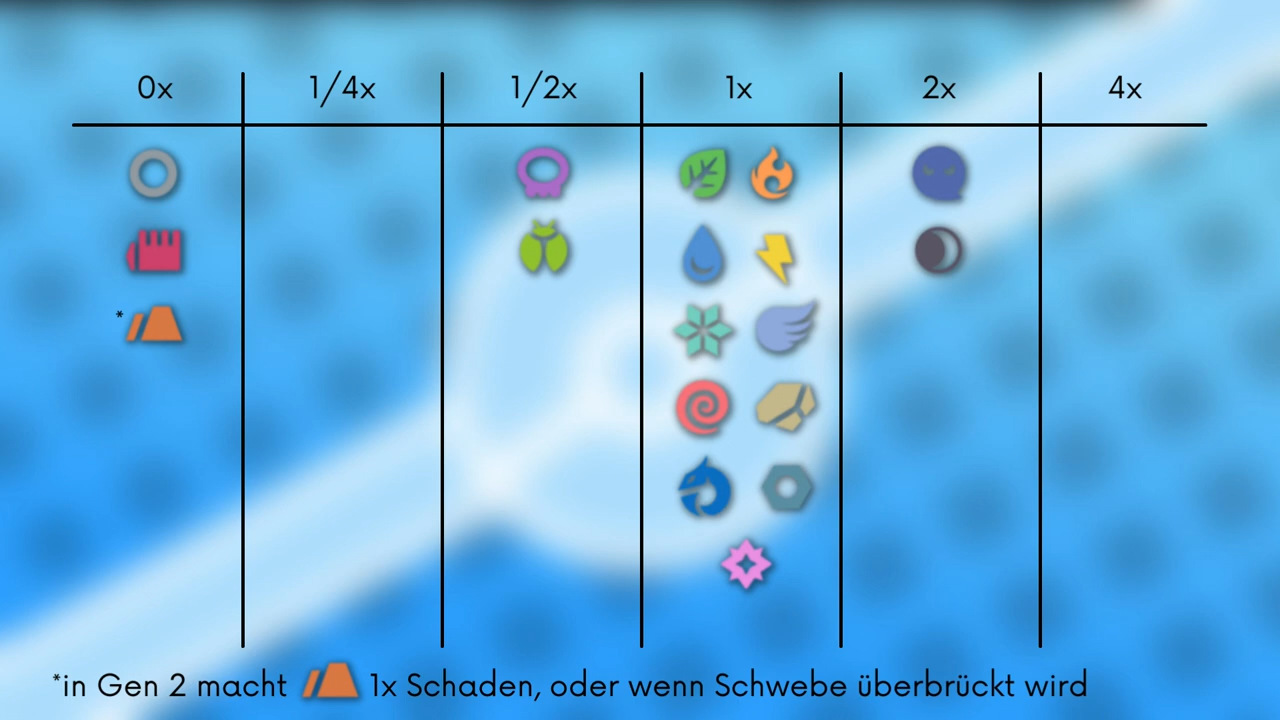 0x 1/4x 1/2x 1x 2x 4x
*
*in Gen 2 macht 1x Schaden, oder wenn Schwebe überbrückt wird